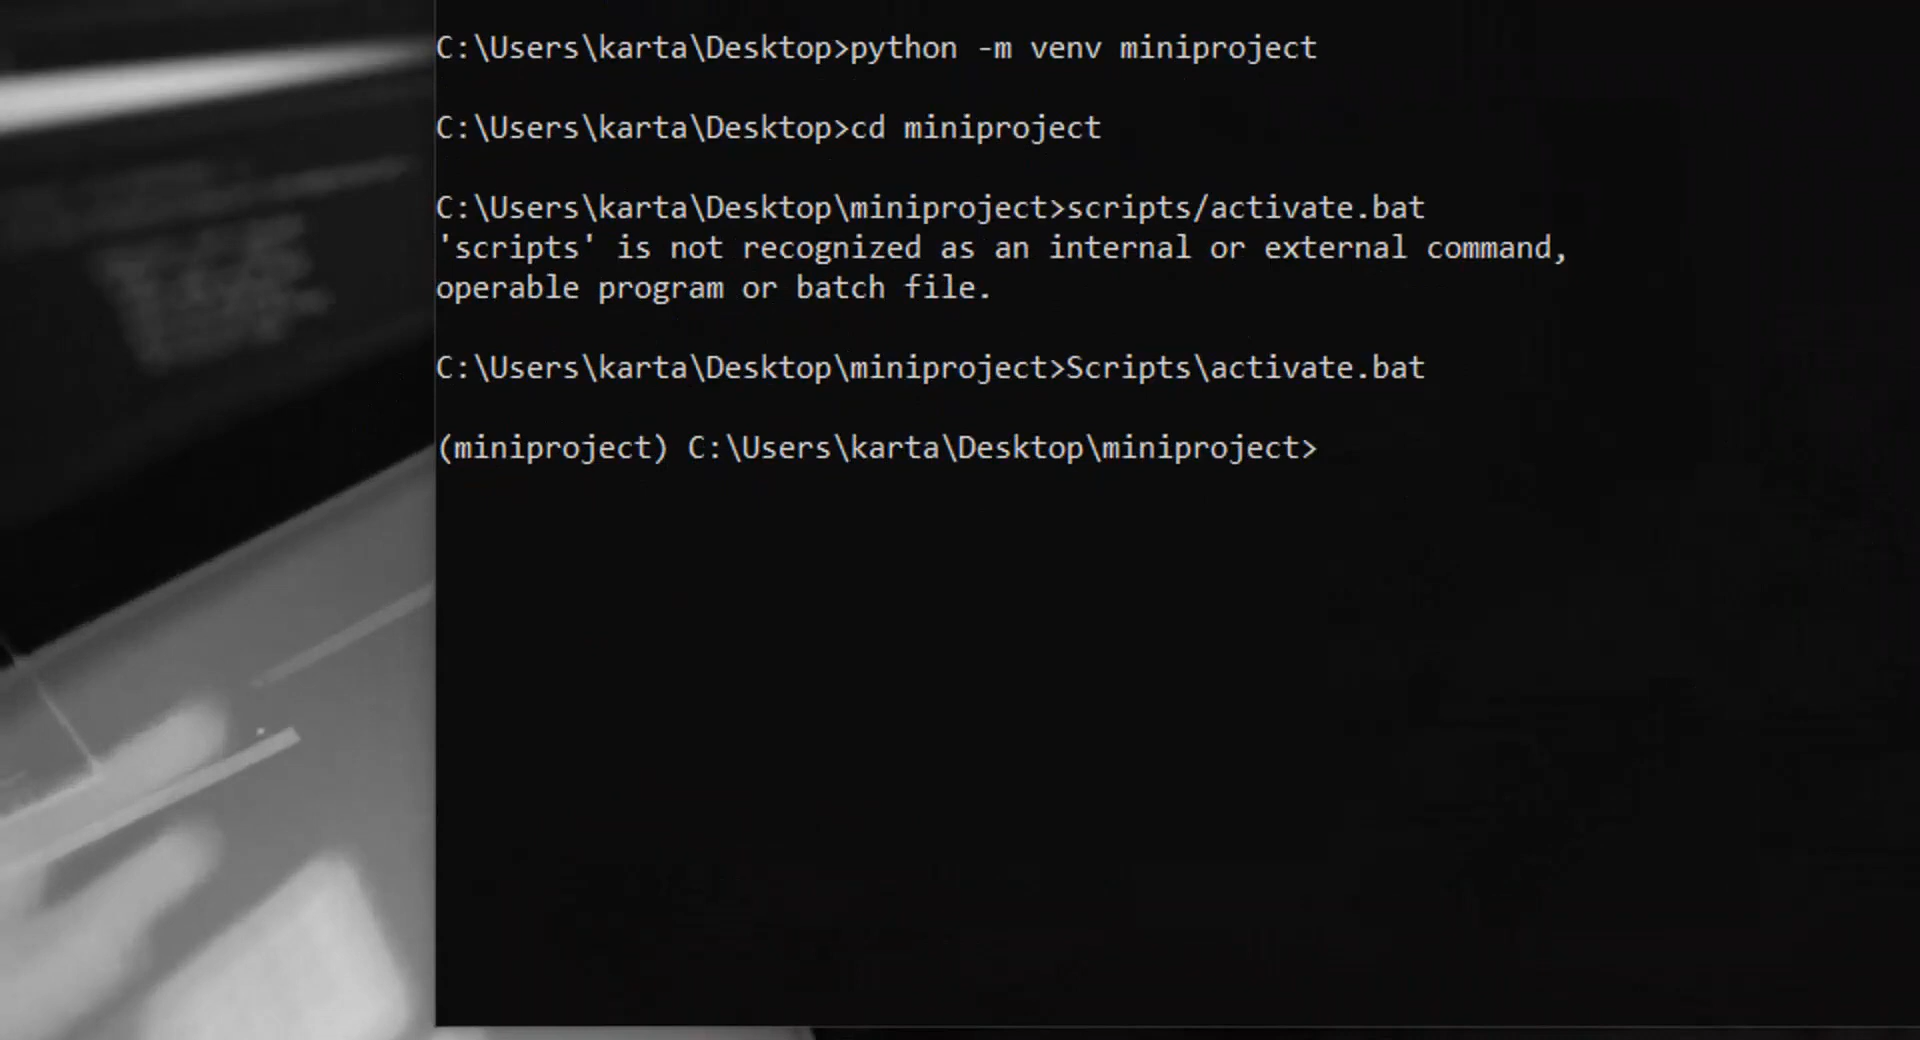 C:\Users\karta\Desktop>python -m venv miniproject
C:\Users\karta\Desktop>cd miniproject
C:\Users\karta\Desktop\miniproject>scripts/activate.bat
'scripts' is not recognized as an internal or external command,
operable program or batch file.
C:\Users\karta\Desktop\miniproject>Scripts\activate.bat
(miniproject) C:\Users\karta\Desktop\miniproject>